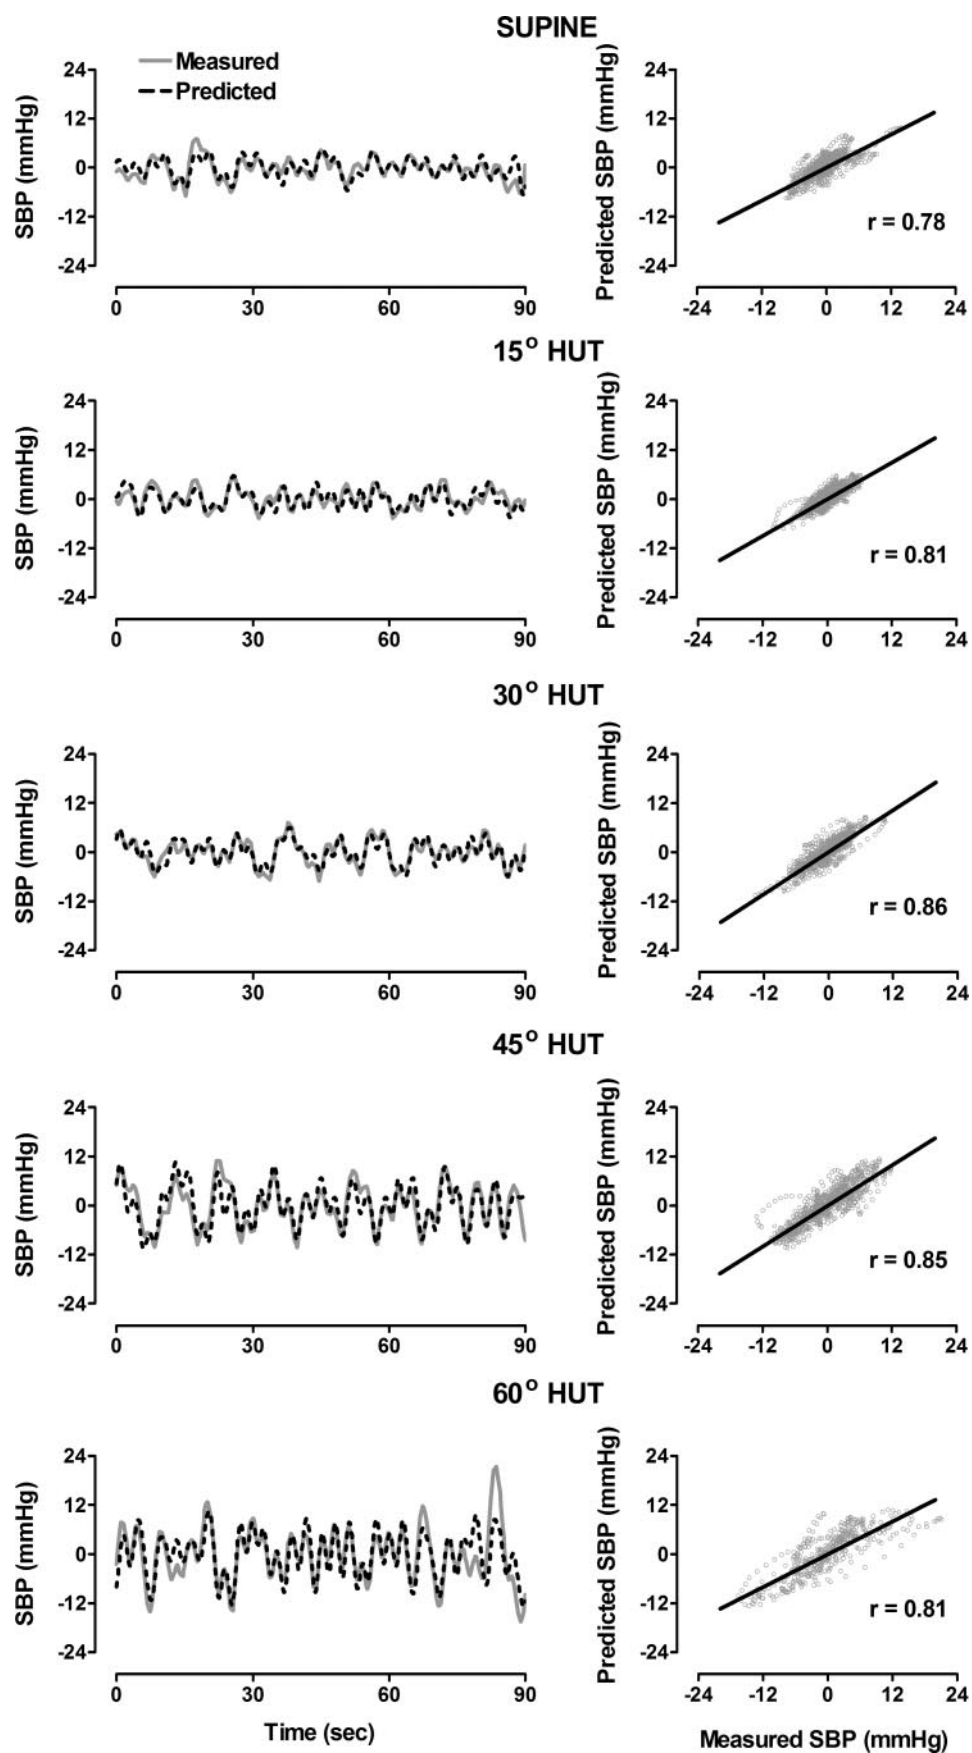 SUPINE
Measured
Predicted
SBP (mmHg)
24
12
0
-12
-24
0 30 60 90
Predicted SBP (mmHg)
24
12
0
-12
-24
r = 0.78
-24 -12 0 12 24
15° HUT
SBP (mmHg)
24
12
0
-12
-24
0 30 60 90
Predicted SBP (mmHg)
24
12
0
-12
-24
r = 0.81
-24 -12 0 12 24
30° HUT
SBP (mmHg)
24
12
0
-12
-24
0 30 60 90
Predicted SBP (mmHg)
24
12
0
-12
-24
r = 0.86
-24 -12 0 12 24
45° HUT
SBP (mmHg)
24
12
0
-12
-24
0 30 60 90
Predicted SBP (mmHg)
24
12
0
-12
-24
r = 0.85
-24 -12 0 12 24
60° HUT
SBP (mmHg)
24
12
0
-12
-24
0 30 60 90
Time (sec)
Predicted SBP (mmHg)
24
12
0
-12
-24
r = 0.81
-24 -12 0 12 24
Measured SBP (mmHg)